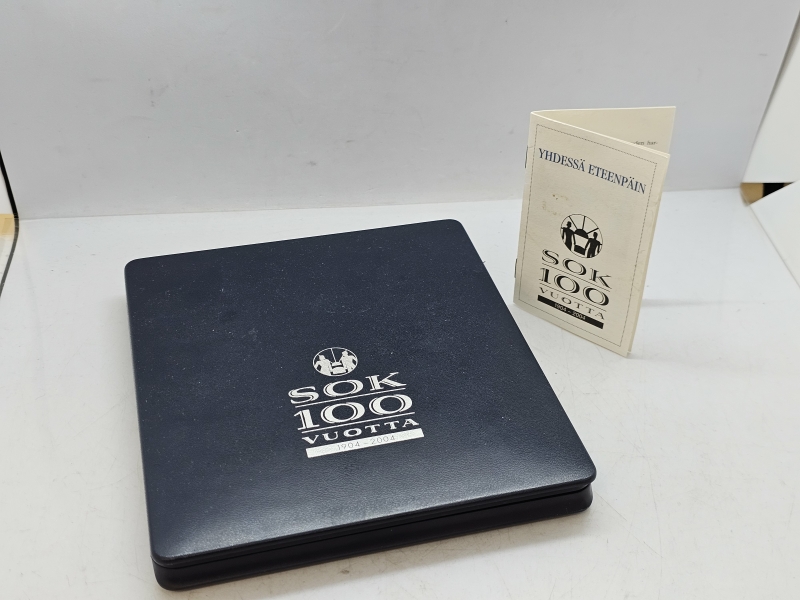 SOK
100
VUOTTA
1904 - 2004
YHDESSÄ ETEENPÄIN
SOK
100
VUOTTA
1904 - 2004